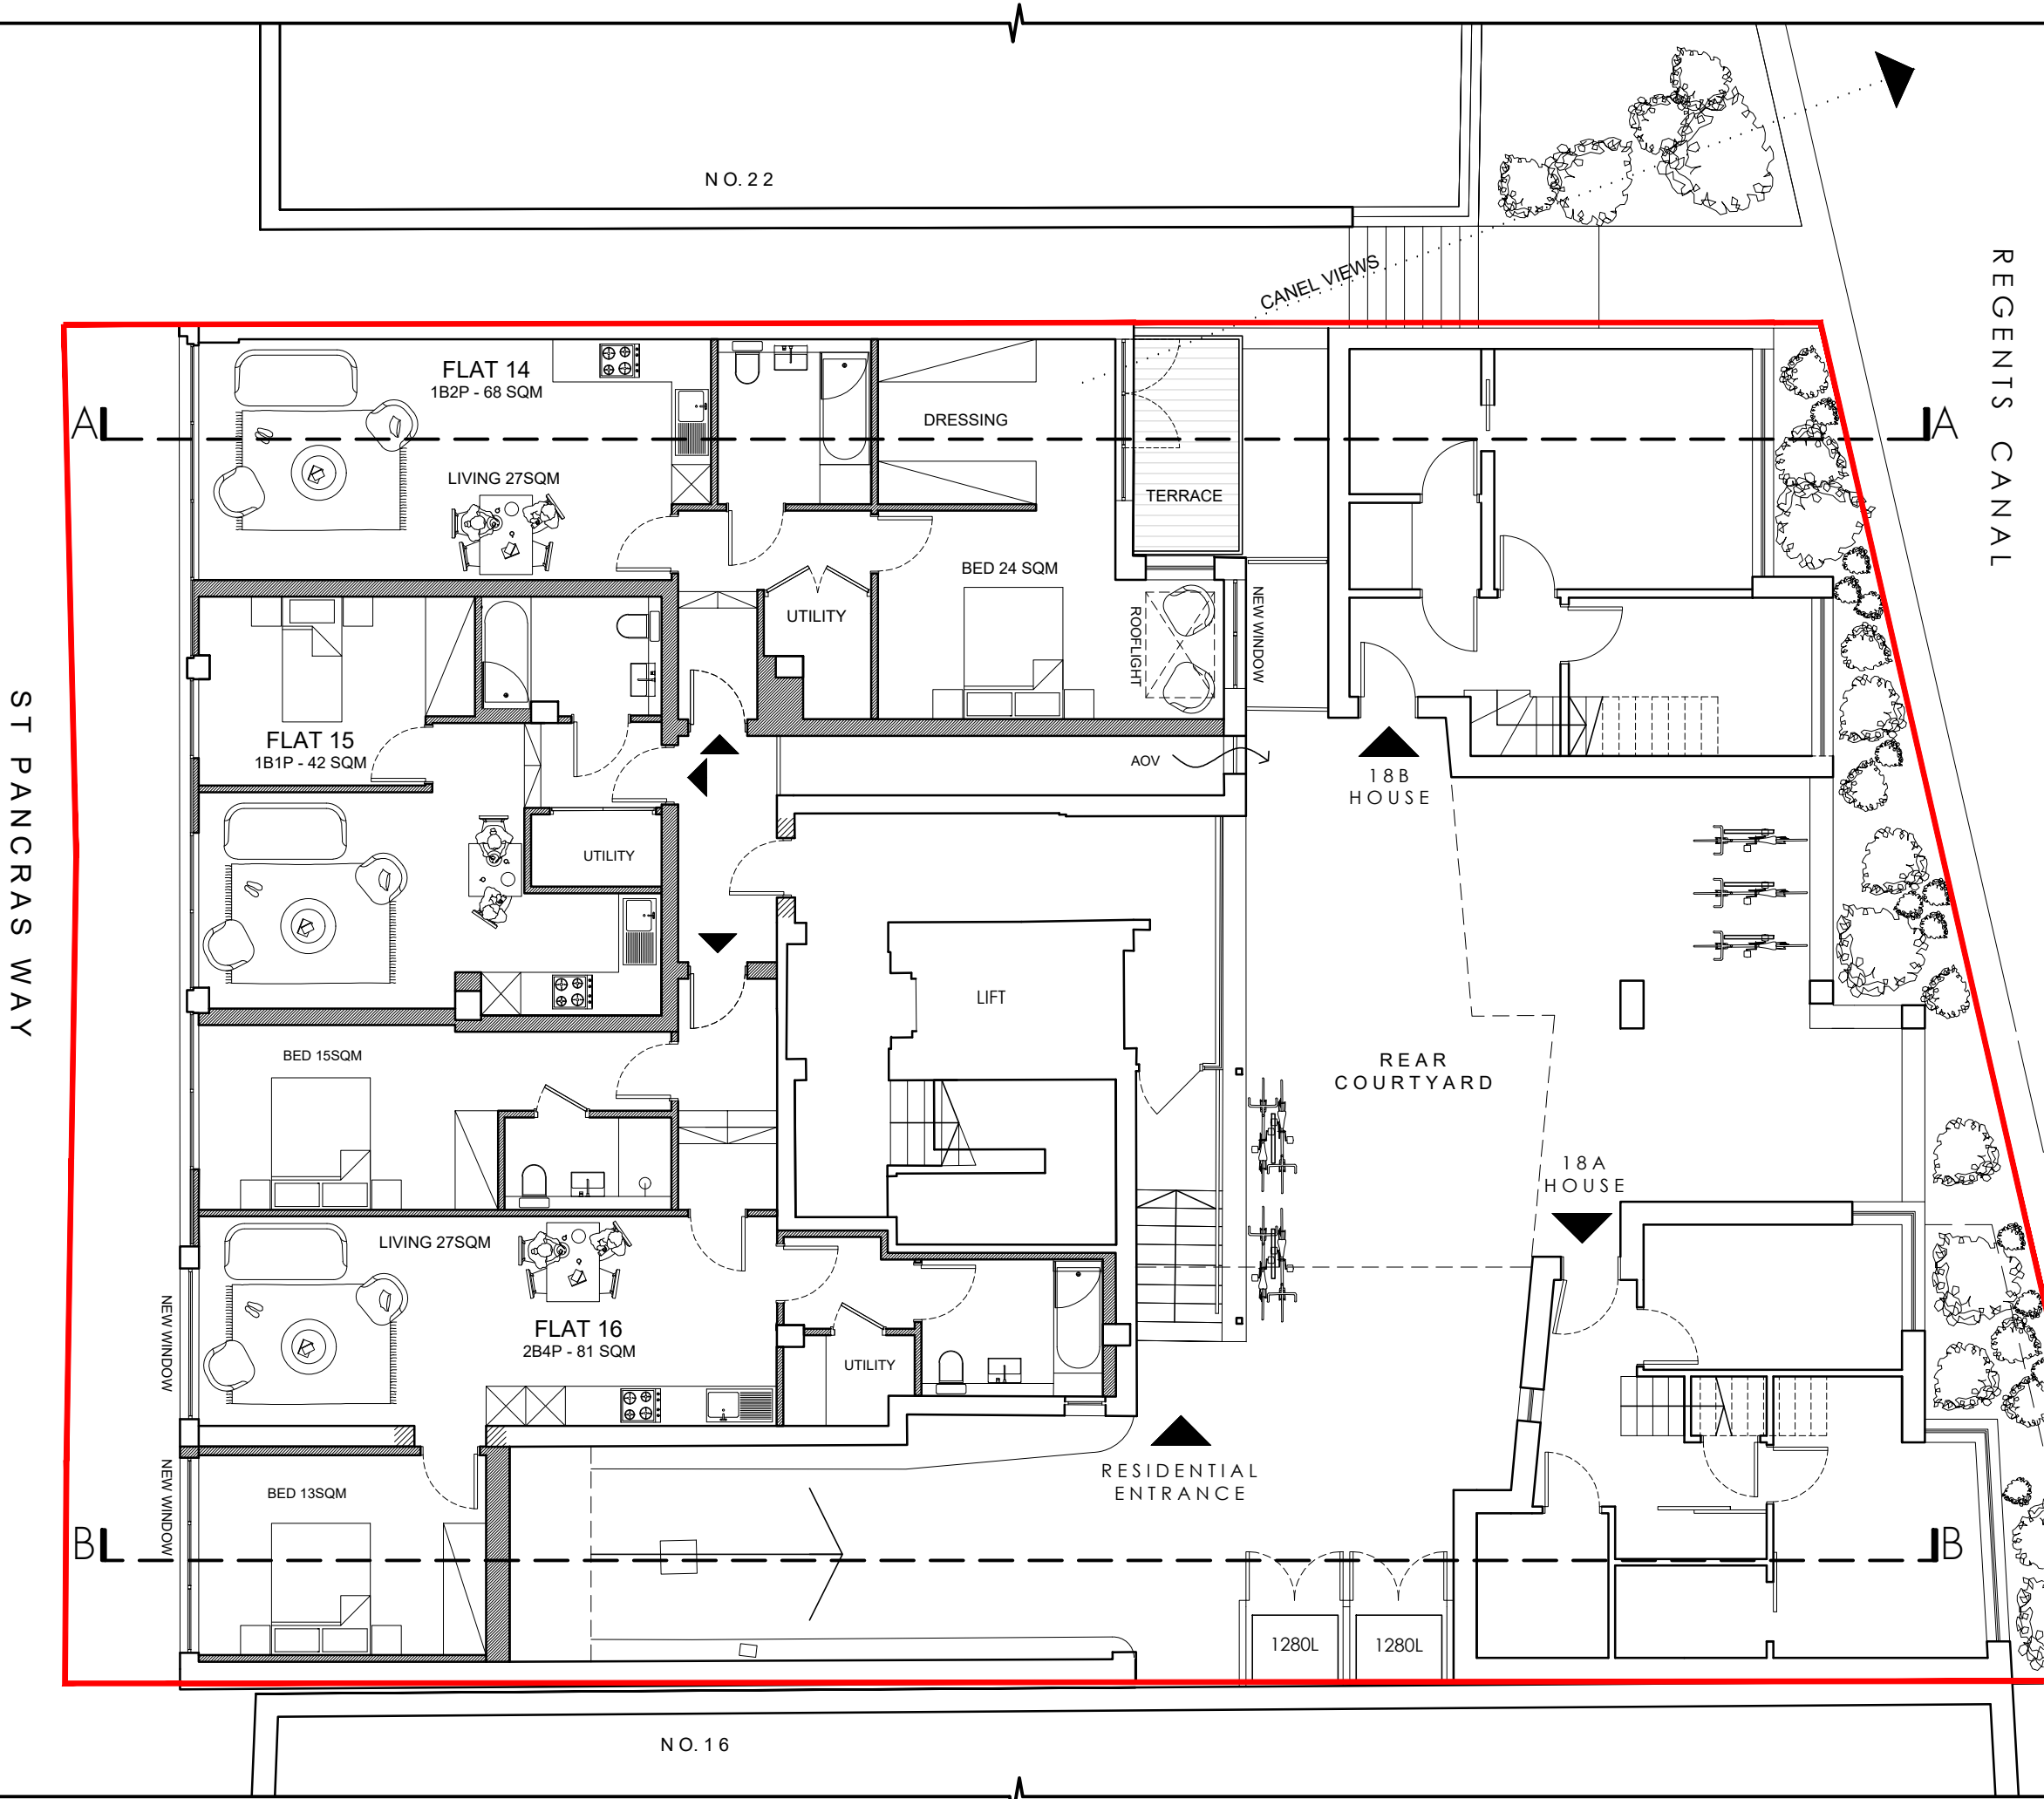 NO. 22
CANEL VIEWS
REGENTS CANAL
FLAT 14
1B2P - 68 SQM
A
A
DRESSING
LIVING 27SQM
TERRACE
BED 24 SQM
UTILITY
ROOFLIGHT
NEW WINDOW
ST PANCRAS WAY
FLAT 15
1B1P - 42 SQM
AOV
18B
HOUSE
UTILITY
LIFT
BED 15SQM
REAR
COURTYARD
18A
HOUSE
LIVING 27SQM
NEW WINDOW
FLAT 16
2B4P - 81 SQM
UTILITY
RESIDENTIAL
ENTRANCE
NEW WINDOW
BED 13SQM
B
B
1280L
1280L
NO. 16